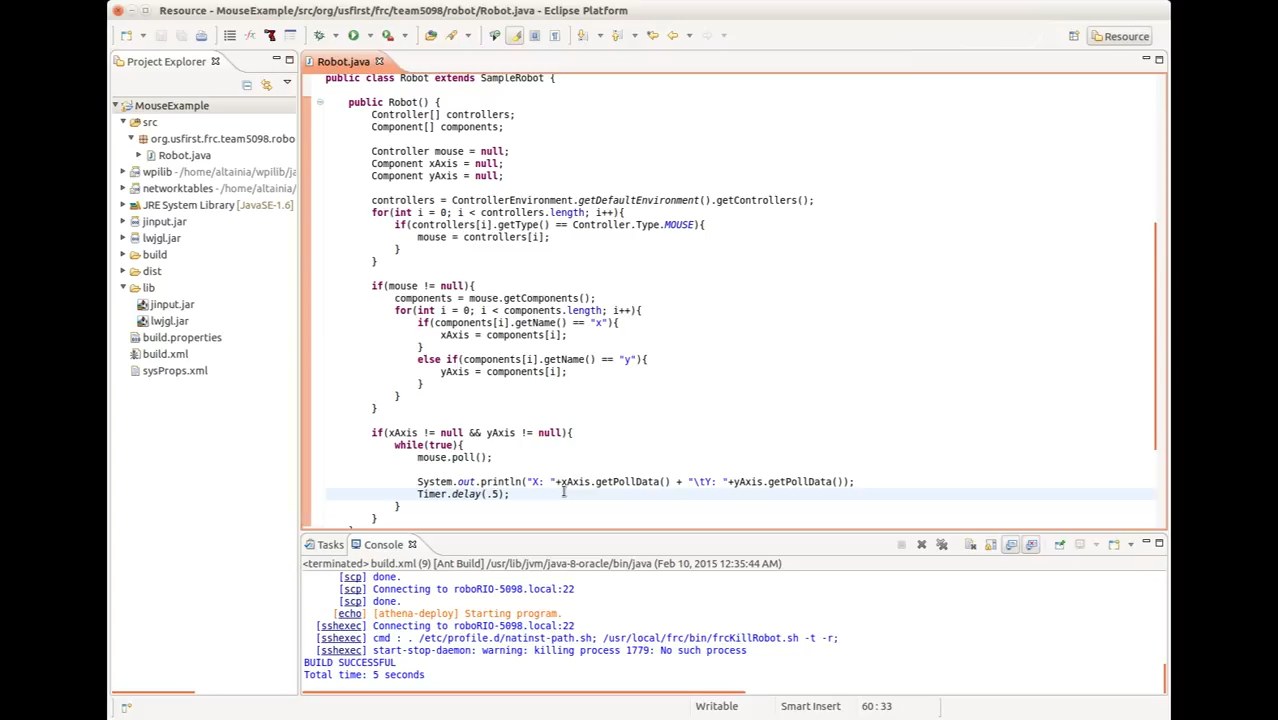 Resource - MouseExample/src/org/usfirst/frc/team5098/robot/Robot.java - Eclipse Platform
Resource
Project Explorer
Robot.java
MouseExample
src
org.usfirst.frc.team5098.robo
Robot.java
wpilib - /home/altainia/wpilib/ja
networktables - /home/altainia/
JRE System Library [JavaSE-1.6]
jinput.jar
lwjgl.jar
build
dist
lib
jinput.jar
lwjgl.jar
build.properties
build.xml
sysProps.xml
public class Robot extends SampleRobot {
public Robot() {
Controller[] controllers;
Component[] components;
Controller mouse = null;
Component xAxis = null;
Component yAxis = null;
controllers = ControllerEnvironment.getDefaultEnvironment().getControllers();
for(int i = 0; i < controllers.length; i++){
if(controllers[i].getType() == Controller.Type.MOUSE){
mouse = controllers[i];
}
}
if(mouse != null){
components = mouse.getComponents();
for(int i = 0; i < components.length; i++){
if(components[i].getName() == "x"){
xAxis = components[i];
}
else if(components[i].getName() == "y"){
yAxis = components[i];
}
}
}
if(xAxis != null && yAxis != null){
while(true){
mouse.poll();
System.out.println("X: "+xAxis.getPollData() + "\tY: "+yAxis.getPollData());
Timer.delay(.5);
}
}
Tasks
Console
<terminated> build.xml (9) [Ant Build] /usr/lib/jvm/java-8-oracle/bin/java (Feb 10, 2015 12:35:44 AM)
[scp] done.
[scp] Connecting to roboRIO-5098.local:22
[scp] done.
[echo] [athena-deploy] Starting program.
[sshexec] Connecting to roboRIO-5098.local:22
[sshexec] cmd : . /etc/profile.d/natinst-path.sh; /usr/local/frc/bin/frcKillRobot.sh -t -r;
[sshexec] start-stop-daemon: warning: killing process 1779: No such process
BUILD SUCCESSFUL
Total time: 5 seconds
Writable
Smart Insert
60 : 33